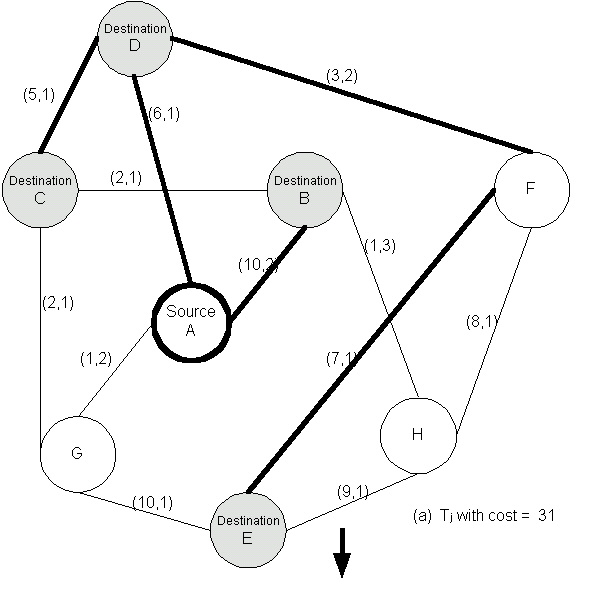 Destination
D
(5,1)
(6,1)
(3,2)
Destination
C
(2,1)
Destination
B
F
(10,2)
(1,3)
(2,1)
Source
A
(8,1)
(1,2)
(7,1)
G
H
(10,1)
(9,1)
Destination
E
(a) Tj with cost = 31